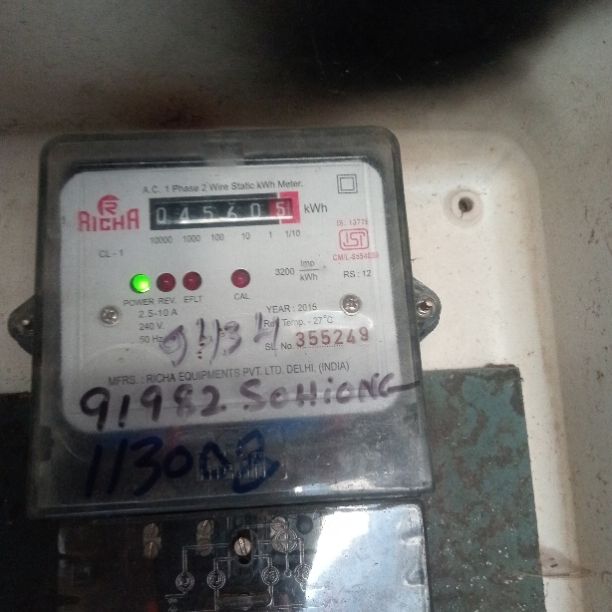 A.C. 1 Phase 2 Wire Static kWh Meter.
R
RICHA
045605 kWh
10000 1000 100 10 1 1/10
IS: 13779
ISI
CL - 1
3200 Imp/kWh
RS : 12
POWER REV. EFLT CAL
2.5-10 A
240 V.
50 Hz
YEAR : 2015
Ref Temp. - 27°C
SL. No. 355249
MFRS. : RICHA EQUIPMENTS PVT. LTD. DELHI. (INDIA)
91982 SOHIONG